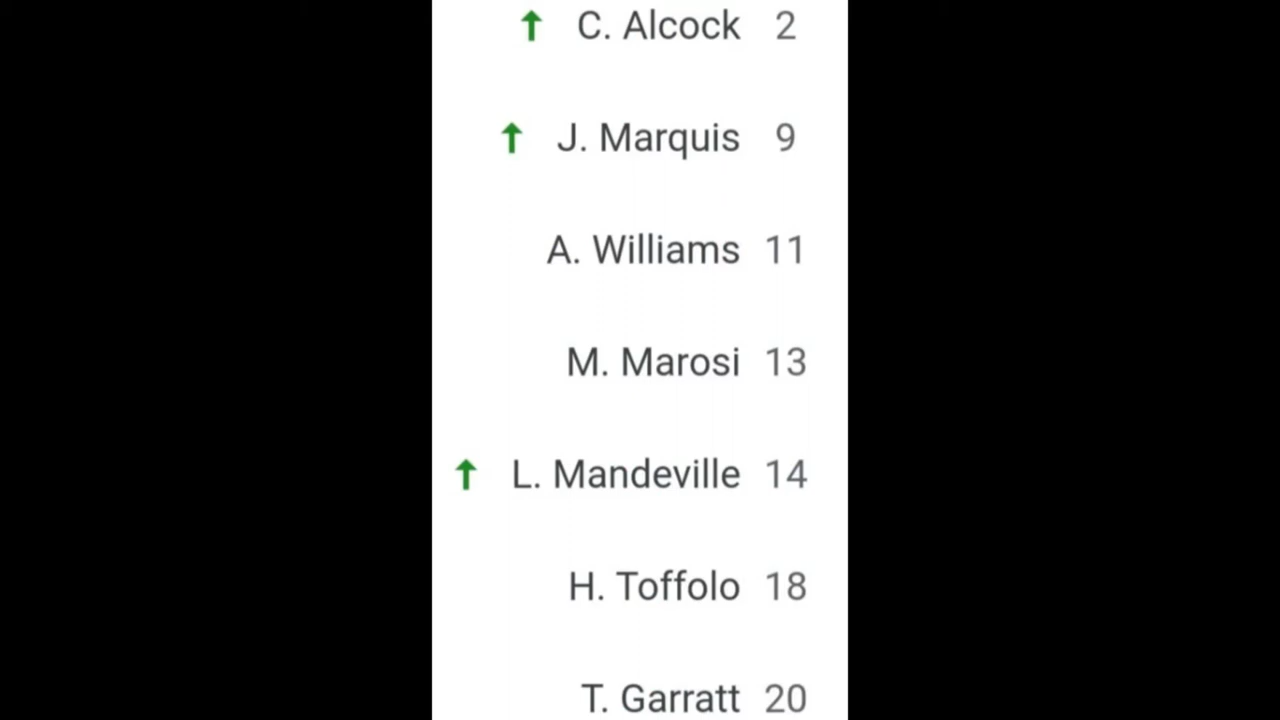 C. Alcock 2
J. Marquis 9
A. Williams 11
M. Marosi 13
L. Mandeville 14
H. Toffolo 18
T. Garratt 20